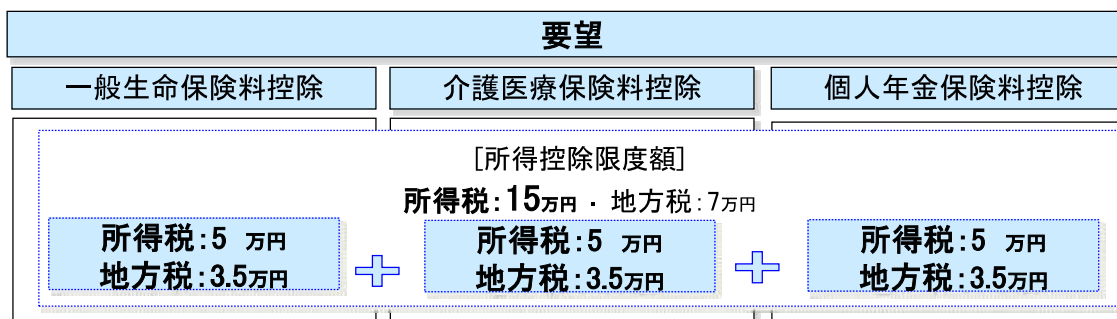 要望
一般生命保険料控除
介護医療保険料控除
個人年金保険料控除
[所得控除限度額]
所得税:15万円・地方税:7万円
所得税:5 万円
地方税:3.5万円
所得税:5 万円
地方税:3.5万円
所得税:5 万円
地方税:3.5万円